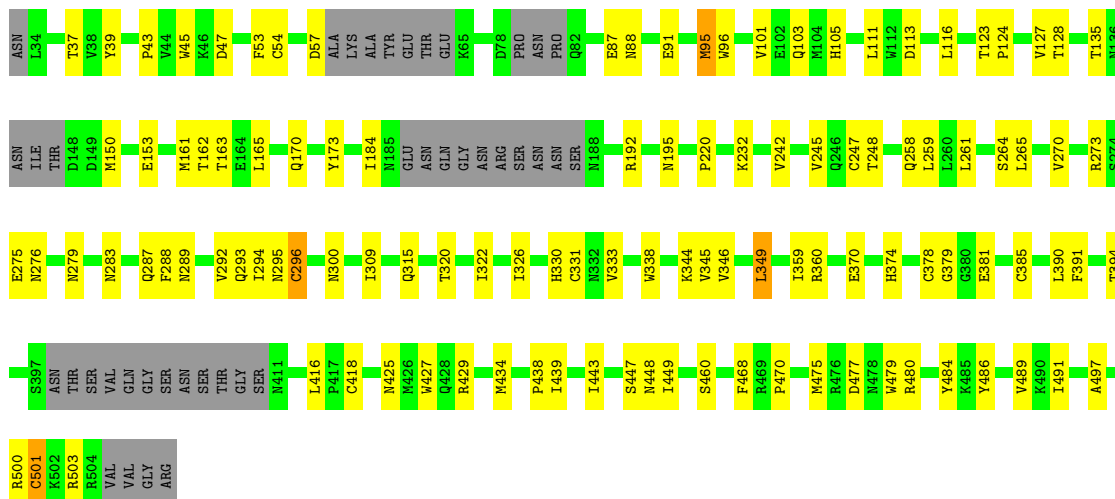 ASN L34 T37 V38 Y39 P43 V44 W45 K46 D47 F53 C54 D57 ALA LYS ALA TYR GLU THR GLU K65 D78 PRO ASN PRO Q82 E87 N88 E91 M95 W96 V101 E102 Q103 M104 H105 L111 W112 D113 L116 T123 P124 V127 T128 T135 N136
ASN ILE THR D148 D149 M150 E153 M161 T162 T163 E164 L165 Q170 Y173 I184 N185 GLU ASN GLN GLY ASN ARG SER ASN ASN SER N188 R192 N195 P220 K232 V242 V245 Q246 C247 T248 Q258 L259 L260 L261 S264 L265 V270 R273 S274
E275 N276 N279 N283 Q287 F288 N289 V292 Q293 I294 N295 C296 N300 I309 Q315 T320 I322 I326 H330 C331 N332 V333 W338 K344 V345 V346 L349 I359 R360 E370 H374 C378 G379 G380 E381 C385 L390 F391 T394
S397 ASN THR SER VAL GLN GLY SER ASN SER THR GLY SER N411 L416 P417 C418 N425 M426 W427 Q428 R429 M434 P438 I439 I443 S447 N448 I449 S460 F468 R469 P470 M475 R476 D477 N478 W479 R480 Y484 K485 Y486 V489 K490 I491 A497
R500 C501 K502 R503 R504 VAL VAL GLY ARG